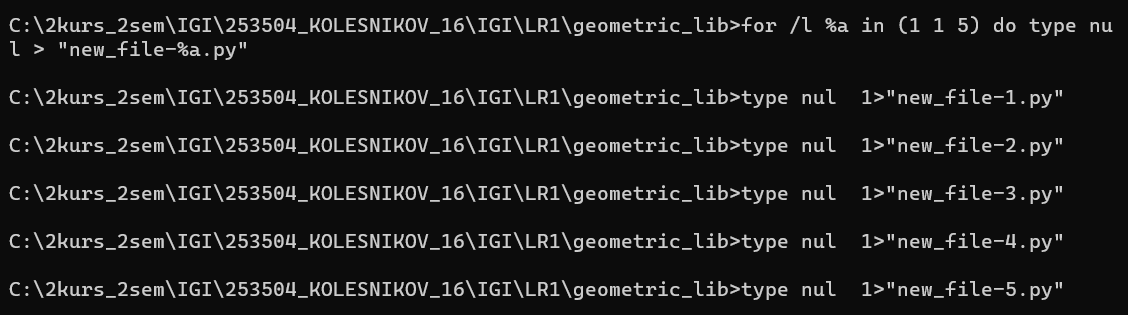 C:\2kurs_2sem\IGI\253504_KOLESNIKOV_16\IGI\LR1\geometric_lib>for /l %a in (1 1 5) do type nu
l > "new_file-%a.py"
C:\2kurs_2sem\IGI\253504_KOLESNIKOV_16\IGI\LR1\geometric_lib>type nul  1>"new_file-1.py"
C:\2kurs_2sem\IGI\253504_KOLESNIKOV_16\IGI\LR1\geometric_lib>type nul  1>"new_file-2.py"
C:\2kurs_2sem\IGI\253504_KOLESNIKOV_16\IGI\LR1\geometric_lib>type nul  1>"new_file-3.py"
C:\2kurs_2sem\IGI\253504_KOLESNIKOV_16\IGI\LR1\geometric_lib>type nul  1>"new_file-4.py"
C:\2kurs_2sem\IGI\253504_KOLESNIKOV_16\IGI\LR1\geometric_lib>type nul  1>"new_file-5.py"